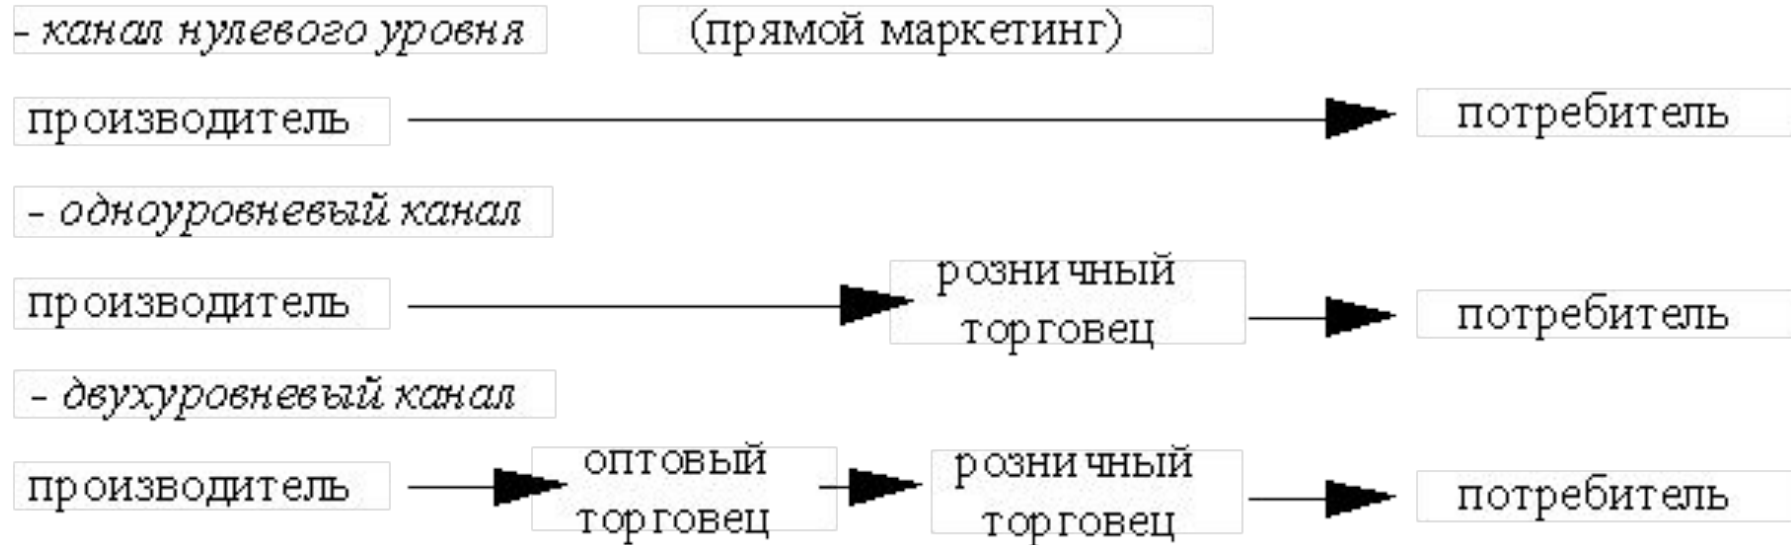 - канал нулевого уровня (прямой маркетинг)
производитель потребитель
- одноуровневый канал
производитель розничный торговец потребитель
- двухуровневый канал
производитель оптовый торговец розничный торговец потребитель